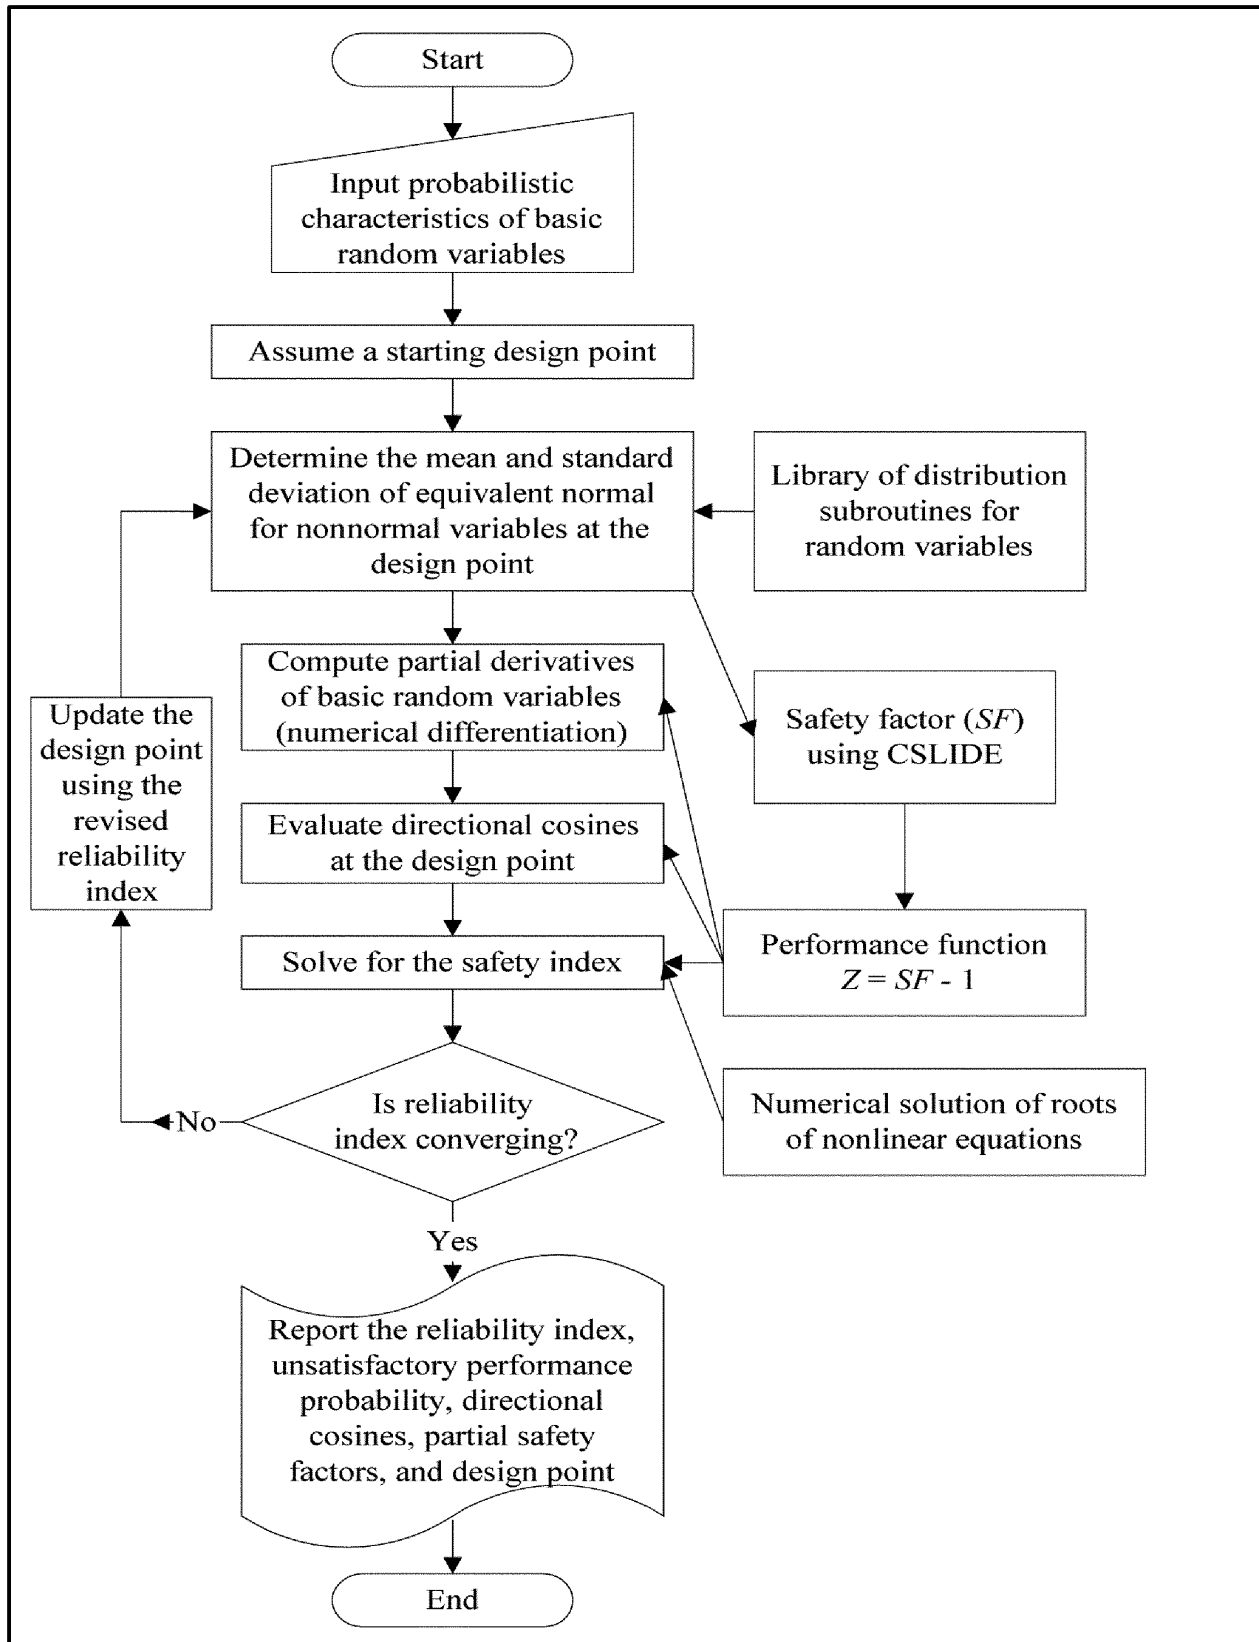 Start
Input probabilistic
characteristics of basic
random variables
Assume a starting design point
Determine the mean and standard
deviation of equivalent normal
for nonnormal variables at the
design point
Library of distribution
subroutines for
random variables
Compute partial derivatives
of basic random variables
(numerical differentiation)
Update the
design point
using the
revised
reliability
index
Safety factor (SF)
using CSLIDE
Evaluate directional cosines
at the design point
Solve for the safety index
Performance function
Z = SF - 1
Is reliability
index converging?
No
Numerical solution of roots
of nonlinear equations
Yes
Report the reliability index,
unsatisfactory performance
probability, directional
cosines, partial safety
factors, and design point
End